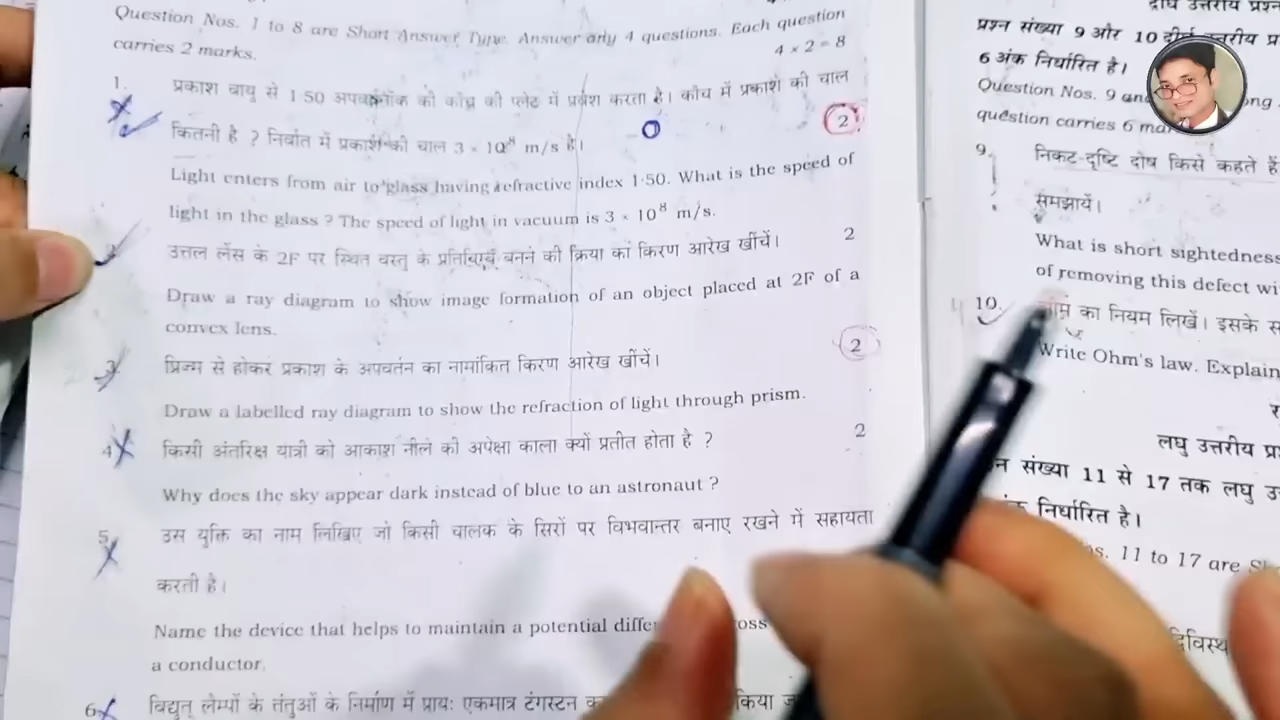 Question Nos. 1 to 8 are Short Answer Type. Answer any 4 questions. Each question
carries 2 marks. 4 × 2 = 8
1. प्रकाश वायु से 1·50 अपवर्तनांक की काँच की प्लेट में प्रवेश करता है। काँच में प्रकाश की चाल
कितनी है ? निर्वात में प्रकाश की चाल 3 × 10⁸ m/s है। 2
Light enters from air to glass having refractive index 1·50. What is the speed of
light in the glass ? The speed of light in vacuum is 3 × 10⁸ m/s.
उत्तल लेंस के 2F पर स्थित वस्तु के प्रतिबिम्ब बनने की क्रिया का किरण आरेख खींचें। 2
Draw a ray diagram to show image formation of an object placed at 2F of a
convex lens.
3. प्रिज्म से होकर प्रकाश के अपवर्तन का नामांकित किरण आरेख खींचें। 2
Draw a labelled ray diagram to show the refraction of light through prism.
4. किसी अंतरिक्ष यात्री को आकाश नीले की अपेक्षा काला क्यों प्रतीत होता है ? 2
Why does the sky appear dark instead of blue to an astronaut ?
5. उस युक्ति का नाम लिखिए जो किसी चालक के सिरों पर विभवान्तर बनाए रखने में सहायता
करती है।
Name the device that helps to maintain a potential
a conductor.
6. विद्युत लैम्पों के तंतुओं के निर्माण में प्रायः एकमात्र टंगस्टन किया
दीर्घ उत्तरीय प्रश्न
प्रश्न संख्या 9 और 10
6 अंक निर्धारित है।
Question Nos. 9
question carries 6
9. निकट-दृष्टि दोष किसे कहते हैं
समझायें।
What is short sightedness
of removing this defect
10. का नियम लिखें। इसके
Write Ohm's law. Explain
लघु उत्तरीय
संख्या 11 से 17 तक लघु
निर्धारित है।
11 to 17 are